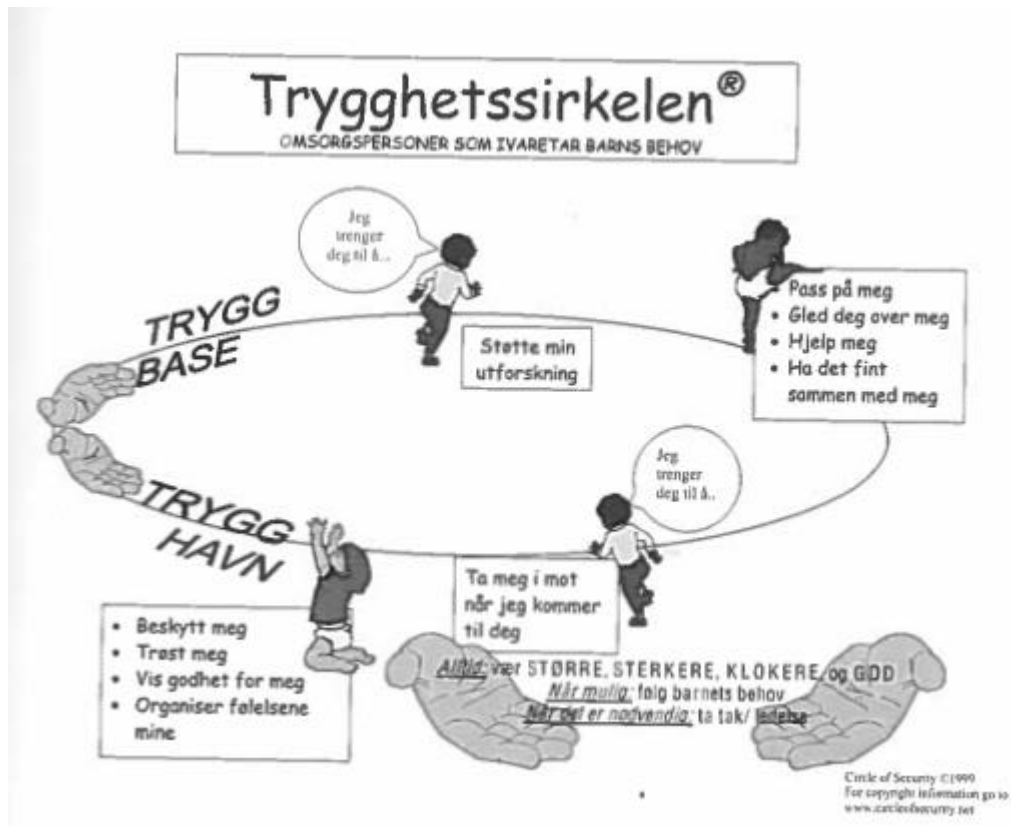 Trygghetssirkelen®
OMSORGSPERSONER SOM IVARETAR BARNS BEHOV
Jeg
trenger
deg til å..
TRYGG
BASE
Støtte min
utforskning
• Pass på meg
• Gled deg over meg
• Hjelp meg
• Ha det fint
sammen med meg
Jeg
trenger
deg til å..
TRYGG
HAVN
Ta meg i mot
når jeg kommer
til deg
• Beskytt meg
• Trøst meg
• Vis godhet for meg
• Organiser følelsene
mine
Alltid: vær STØRRE, STERKERE, KLOKERE, og GOD
Når mulig: følg barnets behov
Når det er nødvendig: ta tak/ ledelse
Circle of Security ©1999
For copyright information go to
www.circleofsecurity.net